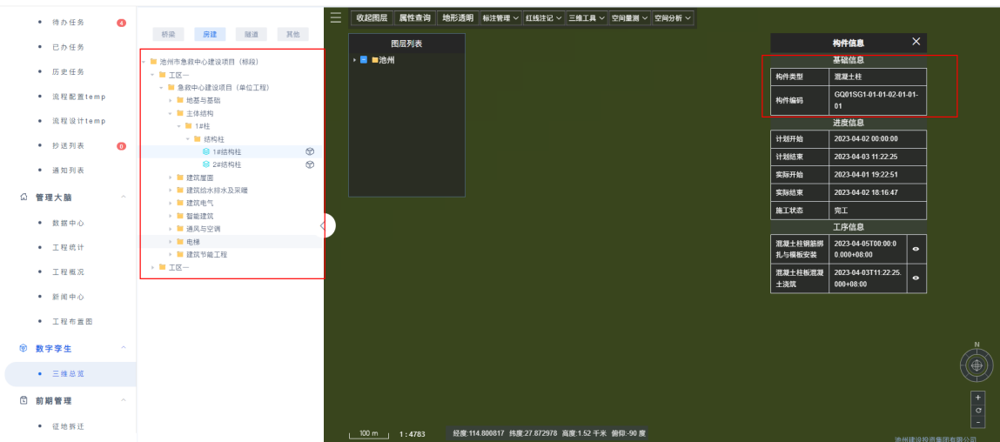 待办任务 4
已办任务
历史任务
流程配置temp
流程设计temp
抄送列表 6
通知列表
管理大脑
数据中心
工程统计
工程概况
新闻中心
工程布置图
数字孪生
三维总览
前期管理
征地拆迁
桥梁 房建 隧道 其他
池州市急救中心建设项目（标段）
工区一
急救中心建设项目（单位工程）
地基与基础
主体结构
1#柱
结构柱
1#结构柱
2#结构柱
建筑屋面
建筑给水排水及采暖
建筑电气
智能建筑
通风与空调
电梯
建筑节能工程
工区一
收起图层 属性查询 地形透明 标注管理 红线注记 三维工具 空间量测 空间分析
图层列表
池州
构件信息
基础信息
构件类型 混凝土柱
构件编码 GQ01SG1-01-01-02-01-01-
01
进度信息
计划开始 2023-04-02 00:00:00
计划结束 2023-04-03 11:22:25
实际开始 2023-04-01 19:22:51
实际结束 2023-04-02 18:16:47
施工状态 完工
工序信息
混凝土柱钢筋绑 2023-04-05T00:00:0
扎与模板安装 0.000+08:00
混凝土柱板混凝 2023-04-03T11:22:25.
土浇筑 000+08:00
N
100 m 1 : 4783 经度:114.800817 纬度:27.872978 高度:1.52 千米 俯仰:-90 度
池州建设投资集团有限公司